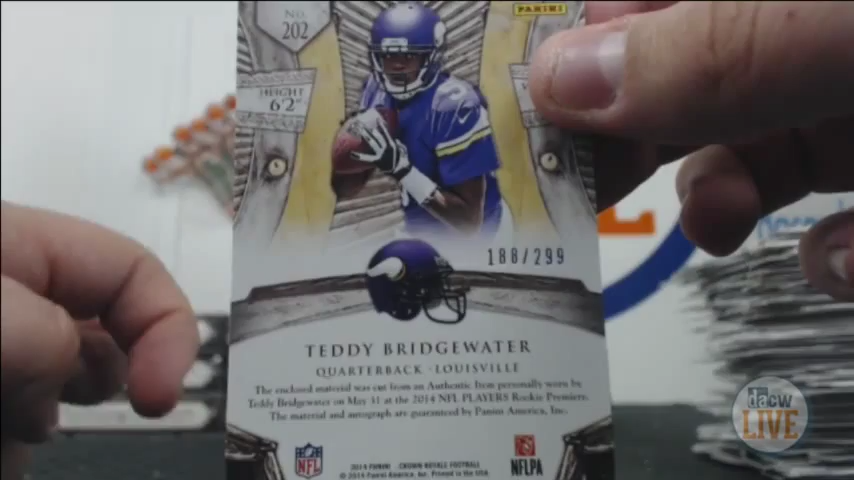 No.
202
PANINI
HEIGHT
6'2"
188/299
TEDDY BRIDGEWATER
QUARTERBACK · LOUISVILLE
The enclosed material was cut from an Authentic Item personally worn by
Teddy Bridgewater on May 31 at the 2014 NFL PLAYERS Rookie Premiere.
The material and autograph are guaranteed by Panini America, Inc.
NFL
NFLPA
2014 PANINI - CROWN ROYALE FOOTBALL
© 2014 Panini America, Inc. Printed in the USA
dacw
LIVE